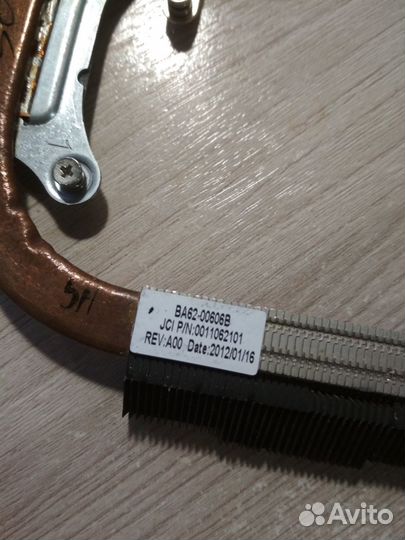 BA62-00606B
JCI P/N:0011062101
REV:A00 Date:2012/01/16
Avito